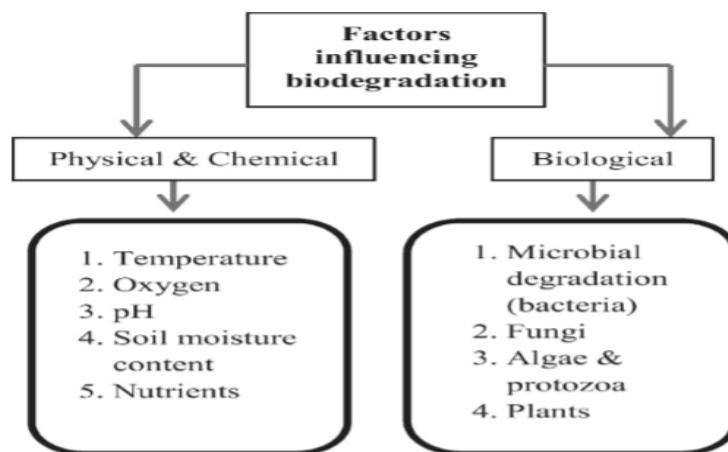 Factors
influencing
biodegradation
Physical & Chemical
Biological
1. Temperature
2. Oxygen
3. pH
4. Soil moisture
content
5. Nutrients
1. Microbial
degradation
(bacteria)
2. Fungi
3. Algae &
protozoa
4. Plants